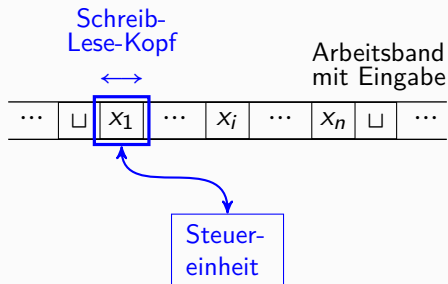 Schreib-
Lese-Kopf
Arbeitsband
mit Eingabe
... ⊔ x₁ ... xᵢ ... xₙ ⊔ ...
Steuer-
einheit